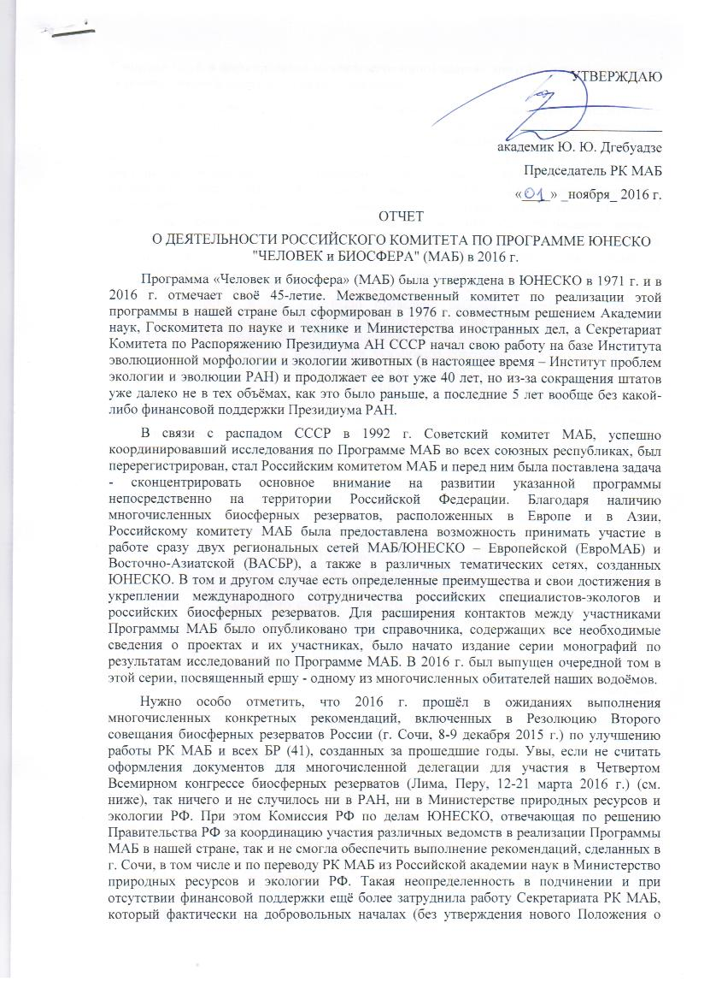 УТВЕРЖДАЮ
академик Ю. Ю. Дгебуадзе
Председатель РК МАБ
«_01_» _ноября_ 2016 г.
ОТЧЕТ
О ДЕЯТЕЛЬНОСТИ РОССИЙСКОГО КОМИТЕТА ПО ПРОГРАММЕ ЮНЕСКО
"ЧЕЛОВЕК и БИОСФЕРА" (МАБ) в 2016 г.
Программа «Человек и биосфера» (МАБ) была утверждена в ЮНЕСКО в 1971 г. и в
2016 г. отмечает своё 45-летие. Межведомственный комитет по реализации этой
программы в нашей стране был сформирован в 1976 г. совместным решением Академии
наук, Госкомитета по науке и технике и Министерства иностранных дел, а Секретариат
Комитета по Распоряжению Президиума АН СССР начал свою работу на базе Института
эволюционной морфологии и экологии животных (в настоящее время – Институт проблем
экологии и эволюции РАН) и продолжает ее вот уже 40 лет, но из-за сокращения штатов
уже далеко не в тех объёмах, как это было раньше, а последние 5 лет вообще без какой-
либо финансовой поддержки Президиума РАН.
В связи с распадом СССР в 1992 г. Советский комитет МАБ, успешно
координировавший исследования по Программе МАБ во всех союзных республиках, был
перерегистрирован, стал Российским комитетом МАБ и перед ним была поставлена задача
- сконцентрировать основное внимание на развитии указанной программы
непосредственно на территории Российской Федерации. Благодаря наличию
многочисленных биосферных резерватов, расположенных в Европе и в Азии,
Российскому комитету МАБ была предоставлена возможность принимать участие в
работе сразу двух региональных сетей МАБ/ЮНЕСКО – Европейской (ЕвроМАБ) и
Восточно-Азиатской (ВАСБР), а также в различных тематических сетях, созданных
ЮНЕСКО. В том и другом случае есть определенные преимущества и свои достижения в
укреплении международного сотрудничества российских специалистов-экологов и
российских биосферных резерватов. Для расширения контактов между участниками
Программы МАБ было опубликовано три справочника, содержащих все необходимые
сведения о проектах и их участниках, было начато издание серии монографий по
результатам исследований по Программе МАБ. В 2016 г. был выпущен очередной том в
этой серии, посвященный ершу - одному из многочисленных обитателей наших водоёмов.
Нужно особо отметить, что 2016 г. прошёл в ожиданиях выполнения
многочисленных конкретных рекомендаций, включенных в Резолюцию Второго
совещания биосферных резерватов России (г. Сочи, 8-9 декабря 2015 г.) по улучшению
работы РК МАБ и всех БР (41), созданных за прошедшие годы. Увы, если не считать
оформления документов для многочисленной делегации для участия в Четвертом
Всемирном конгрессе биосферных резерватов (Лима, Перу, 12-21 марта 2016 г.) (см.
ниже), так ничего и не случилось ни в РАН, ни в Министерстве природных ресурсов и
экологии РФ. При этом Комиссия РФ по делам ЮНЕСКО, отвечающая по решению
Правительства РФ за координацию участия различных ведомств в реализации Программы
МАБ в нашей стране, так и не смогла обеспечить выполнение рекомендаций, сделанных в
г. Сочи, в том числе и по переводу РК МАБ из Российской академии наук в Министерство
природных ресурсов и экологии РФ. Такая неопределенность в подчинении и при
отсутствии финансовой поддержки ещё более затруднила работу Секретариата РК МАБ,
который фактически на добровольных началах (без утверждения нового Положения о